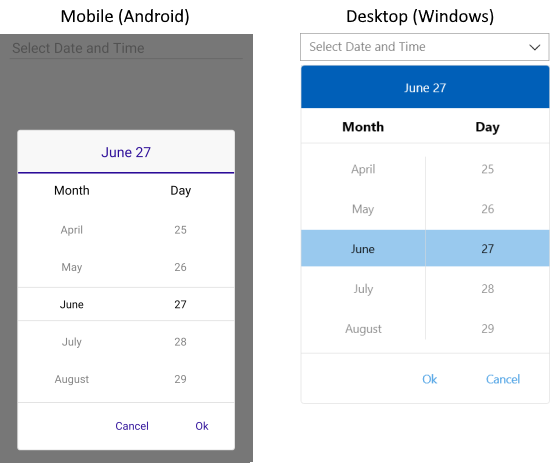 Mobile (Android)
Select Date and Time
June 27
Month Day
April 25
May 26
June 27
July 28
August 29
Cancel Ok
Desktop (Windows)
Select Date and Time
June 27
Month Day
April 25
May 26
June 27
July 28
August 29
Ok Cancel